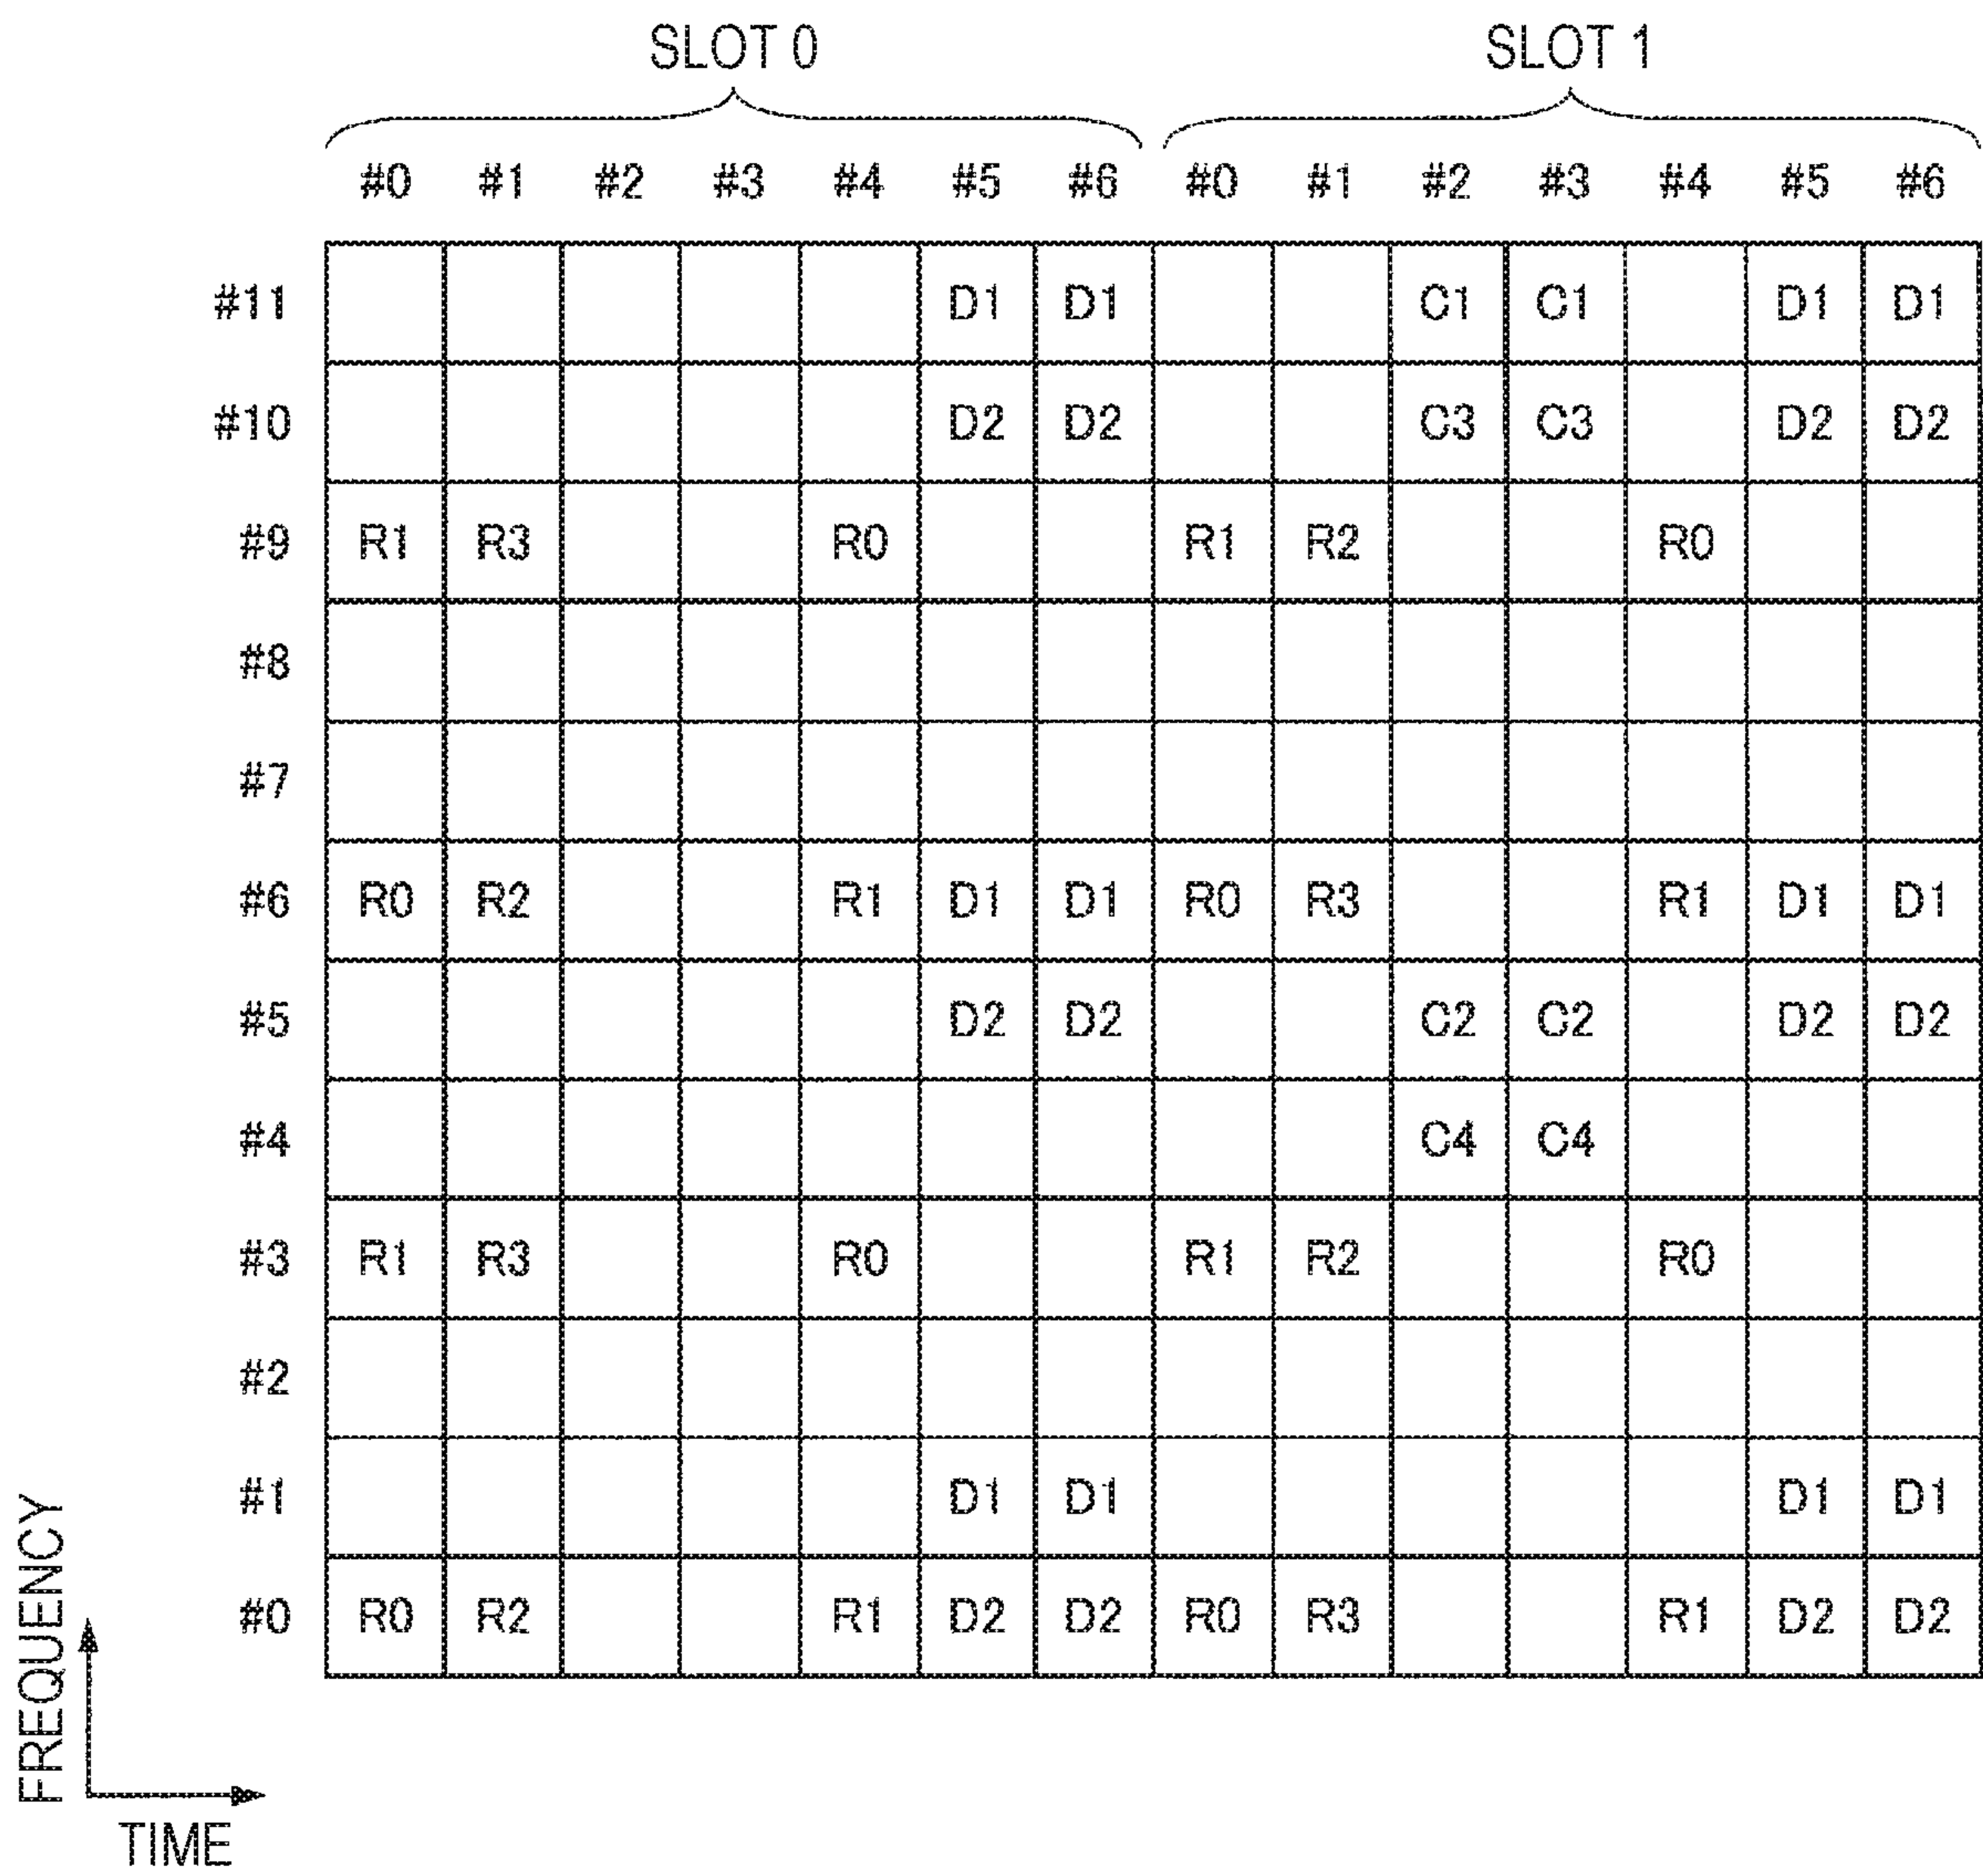 SLOT 0 SLOT 1
#0 #1 #2 #3 #4 #5 #6 #0 #1 #2 #3 #4 #5 #6
#11 D1 D1 C1 C1 D1 D1
#10 D2 D2 C3 C3 D2 D2
#9 R1 R3 R0 R1 R2 R0
#8
#7
#6 R0 R2 R1 D1 D1 R0 R3 R1 D1 D1
#5 D2 D2 C2 C2 D2 D2
#4 C4 C4
#3 R1 R3 R0 R1 R2 R0
#2
#1 D1 D1 D1 D1
#0 R0 R2 R1 D2 D2 R0 R3 R1 D2 D2
FREQUENCY
TIME